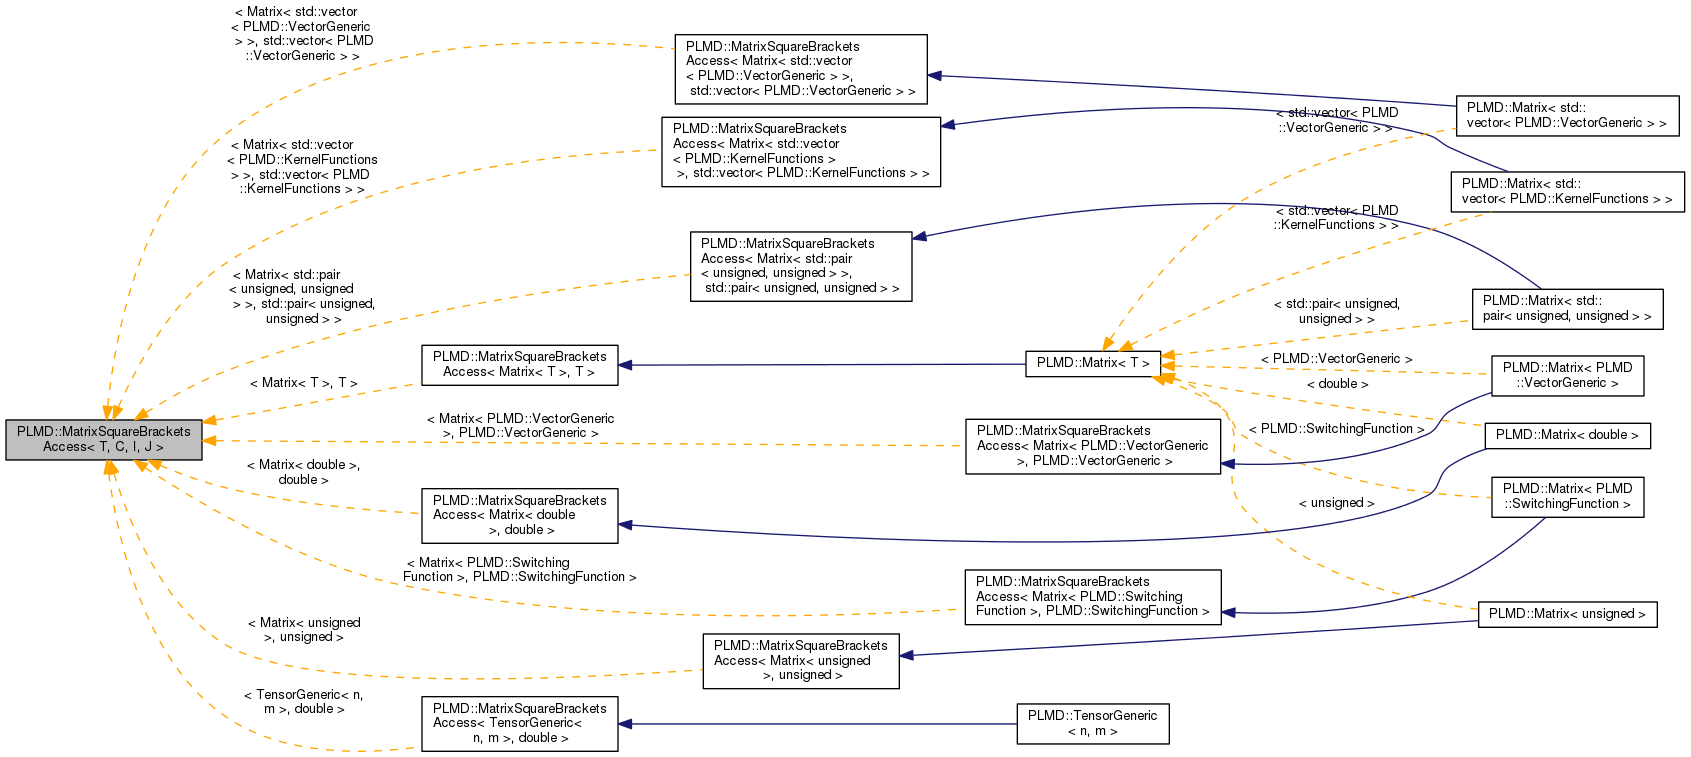 < Matrix< std::vector
< PLMD::VectorGeneric
> >, std::vector< PLMD
::VectorGeneric > >
< Matrix< std::vector
< PLMD::KernelFunctions
> >, std::vector< PLMD
::KernelFunctions > >
< Matrix< std::pair
< unsigned, unsigned
> >, std::pair< unsigned,
unsigned > >
< Matrix< T >, T >
PLMD::MatrixSquareBrackets
Access< T, C, I, J >
< Matrix< PLMD::VectorGeneric
>, PLMD::VectorGeneric >
< Matrix< double >,
double >
< Matrix< PLMD::Switching
Function >, PLMD::SwitchingFunction >
< Matrix< unsigned
>, unsigned >
< TensorGeneric< n,
m >, double >
PLMD::MatrixSquareBrackets
Access< Matrix< std::vector
< PLMD::VectorGeneric > >,
std::vector< PLMD::VectorGeneric > >
PLMD::MatrixSquareBrackets
Access< Matrix< std::vector
< PLMD::KernelFunctions >
>, std::vector< PLMD::KernelFunctions > >
PLMD::MatrixSquareBrackets
Access< Matrix< std::pair
< unsigned, unsigned > >,
std::pair< unsigned, unsigned > >
PLMD::MatrixSquareBrackets
Access< Matrix< T >, T >
PLMD::MatrixSquareBrackets
Access< Matrix< PLMD::VectorGeneric
>, PLMD::VectorGeneric >
PLMD::MatrixSquareBrackets
Access< Matrix< double
>, double >
PLMD::MatrixSquareBrackets
Access< Matrix< PLMD::Switching
Function >, PLMD::SwitchingFunction >
PLMD::MatrixSquareBrackets
Access< Matrix< unsigned
>, unsigned >
PLMD::MatrixSquareBrackets
Access< TensorGeneric<
n, m >, double >
PLMD::Matrix< T >
PLMD::TensorGeneric
< n, m >
< std::vector< PLMD
::VectorGeneric > >
< std::vector< PLMD
::KernelFunctions > >
< std::pair< unsigned,
unsigned > >
< PLMD::VectorGeneric >
< double >
< PLMD::SwitchingFunction >
< unsigned >
PLMD::Matrix< std::
vector< PLMD::VectorGeneric > >
PLMD::Matrix< std::
vector< PLMD::KernelFunctions > >
PLMD::Matrix< std::
pair< unsigned, unsigned > >
PLMD::Matrix< PLMD
::VectorGeneric >
PLMD::Matrix< double >
PLMD::Matrix< PLMD
::SwitchingFunction >
PLMD::Matrix< unsigned >